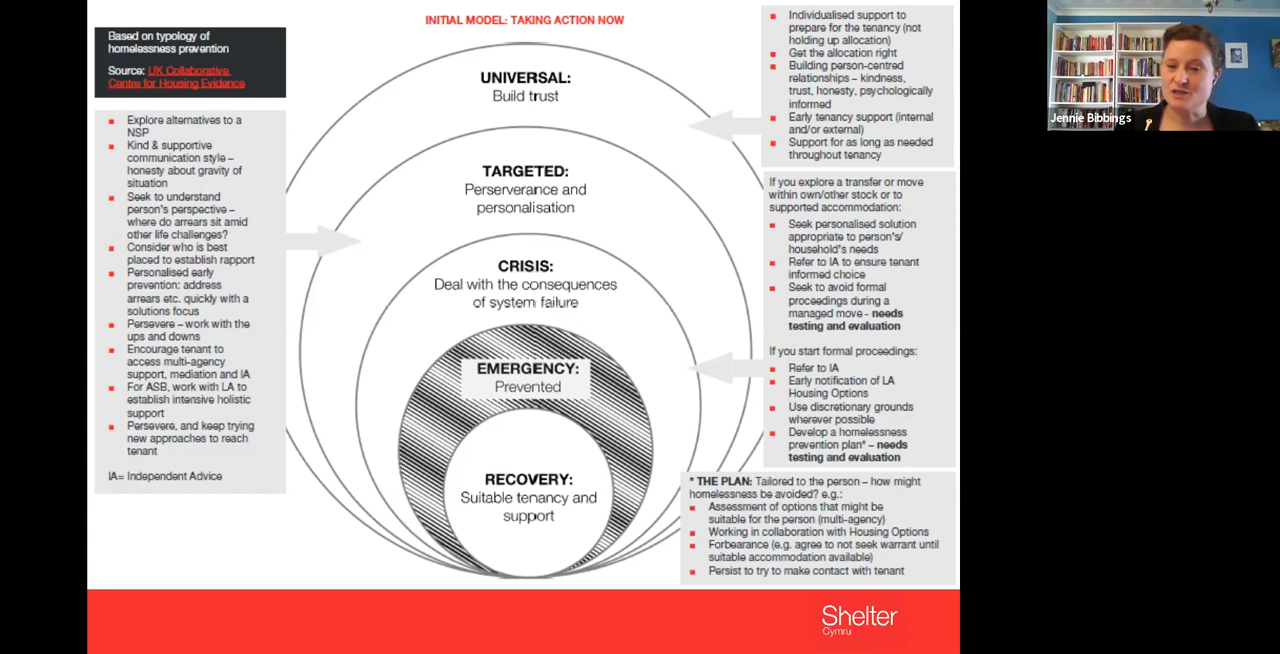 INITIAL MODEL: TAKING ACTION NOW
Based on typology of
homelessness prevention
Source: UK Collaborative
Centre for Housing Evidence
Explore alternatives to a
NSP
Kind & supportive
communication style –
honesty about gravity of
situation
Seek to understand
person's perspective –
where do arrears sit amid
other life challenges?
Consider who is best
placed to establish rapport
Personalised early
prevention: address
arrears etc. quickly with a
solutions focus
Persevere – work with the
ups and downs
Encourage tenant to
access multi-agency
support, mediation and IA
For ASB, work with LA to
establish intensive holistic
support
Persevere, and keep trying
new approaches to reach
tenant
IA= Independent Advice
UNIVERSAL:
Build trust
TARGETED:
Perserverance and
personalisation
CRISIS:
Deal with the consequences
of system failure
EMERGENCY:
Prevented
RECOVERY:
Suitable tenancy and
support
Individualised support to
prepare for the tenancy (not
holding up allocation)
Get the allocation right
Building person-centred
relationships – kindness,
trust, honesty, psychologically
informed
Early tenancy support (internal
and/or external)
Support for as long as needed
throughout tenancy
If you explore a transfer or move
within own/other stock or to
supported accommodation:
Seek personalised solution
appropriate to person's/
household's needs
Refer to IA to ensure tenant
informed choice
Seek to avoid formal
proceedings during a
managed move - needs
testing and evaluation
If you start formal proceedings:
Refer to IA
Early notification of LA
Housing Options
Use discretionary grounds
wherever possible
Develop a homelessness
prevention plan* – needs
testing and evaluation
* THE PLAN: Tailored to the person – how might
homelessness be avoided? e.g.:
Assessment of options that might be
suitable for the person (multi-agency)
Working in collaboration with Housing Options
Forbearance (e.g. agree to not seek warrant until
suitable accommodation available)
Persist to try to make contact with tenant
Shelter
Cymru
Jennie Bibbings